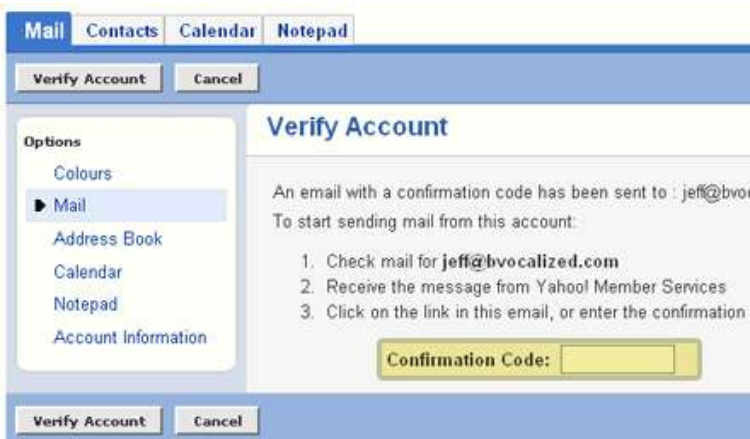 Mail Contacts Calendar Notepad
Verify Account Cancel
Options
Colours
Mail
Address Book
Calendar
Notepad
Account Information
Verify Account
An email with a confirmation code has been sent to : jeff@bvoc
To start sending mail from this account:
1. Check mail for jeff@bvocalized.com
2. Receive the message from Yahoo! Member Services
3. Click on the link in this email, or enter the confirmation
Confirmation Code:
Verify Account Cancel